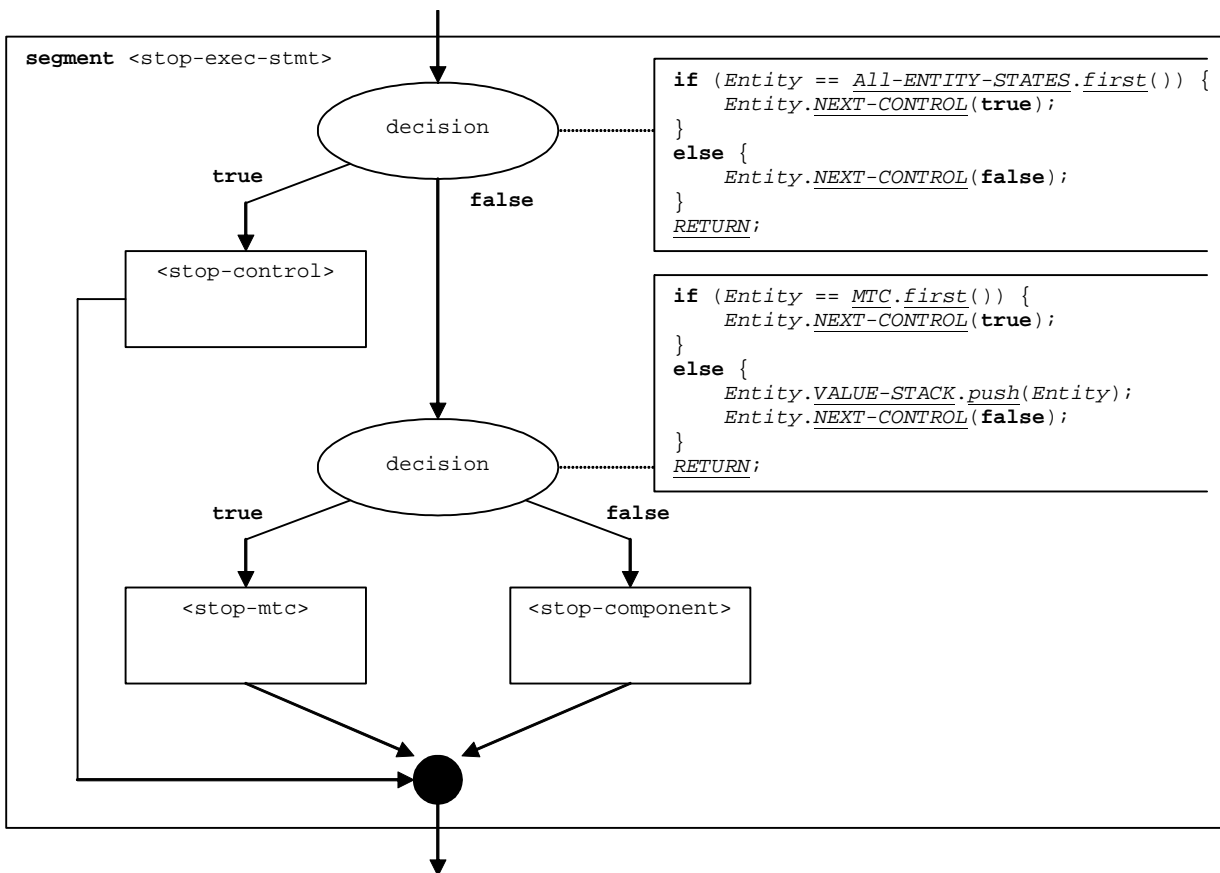 segment <stop-exec-stmt>
decision
if (Entity == All-ENTITY-STATES.first()) {
Entity.NEXT-CONTROL(true);
}
else {
Entity.NEXT-CONTROL(false);
}
RETURN;
true
false
<stop-control>
if (Entity == MTC.first()) {
Entity.NEXT-CONTROL(true);
}
else {
Entity.VALUE-STACK.push(Entity);
Entity.NEXT-CONTROL(false);
}
RETURN;
decision
true
false
<stop-mtc>
<stop-component>